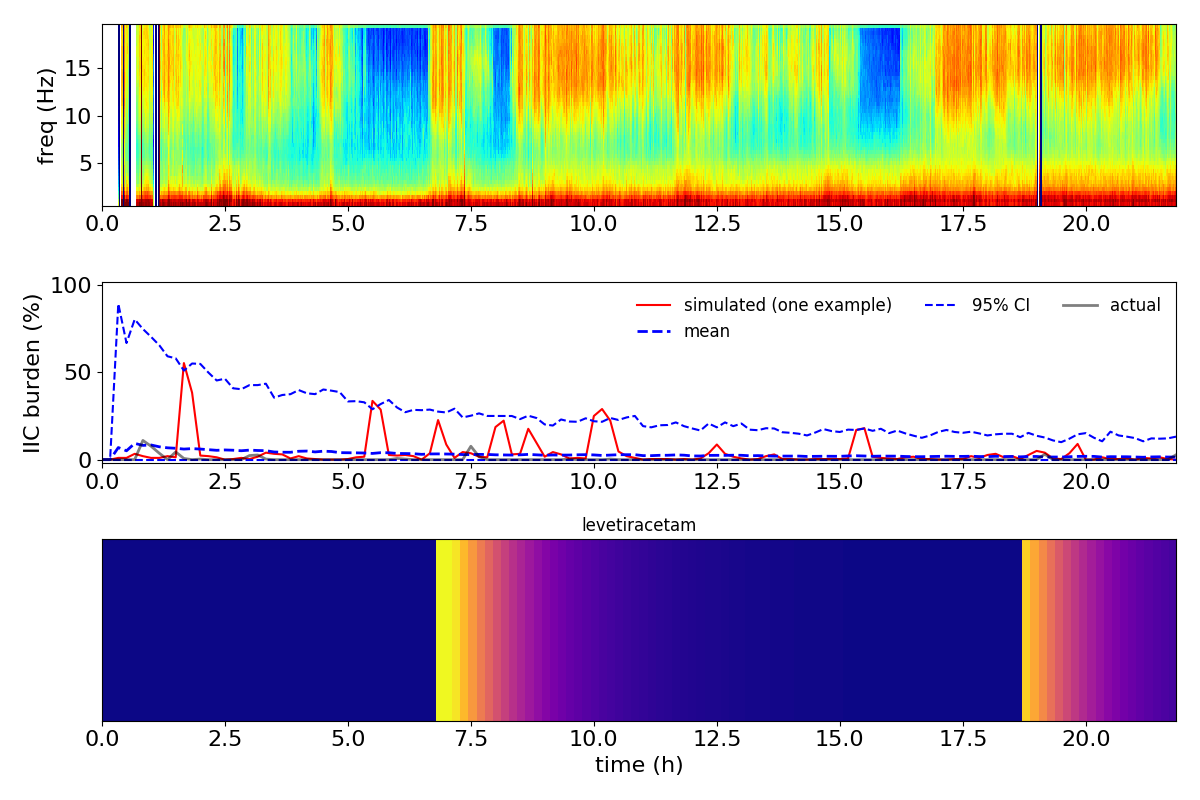 freq (Hz)
15
10
5
0.0 2.5 5.0 7.5 10.0 12.5 15.0 17.5 20.0
IIC burden (%)
100
50
0
simulated (one example) 95% CI actual
mean
0.0 2.5 5.0 7.5 10.0 12.5 15.0 17.5 20.0
levetiracetam
0.0 2.5 5.0 7.5 10.0 12.5 15.0 17.5 20.0
time (h)